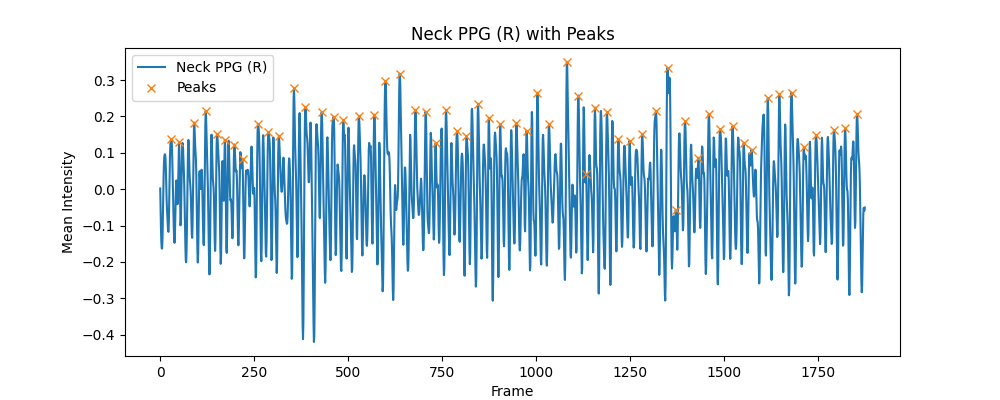 Neck PPG (R) with Peaks
Neck PPG (R)
Peaks
0.3
0.2
0.1
0.0
−0.1
−0.2
−0.3
−0.4
Mean Intensity
0 250 500 750 1000 1250 1500 1750
Frame